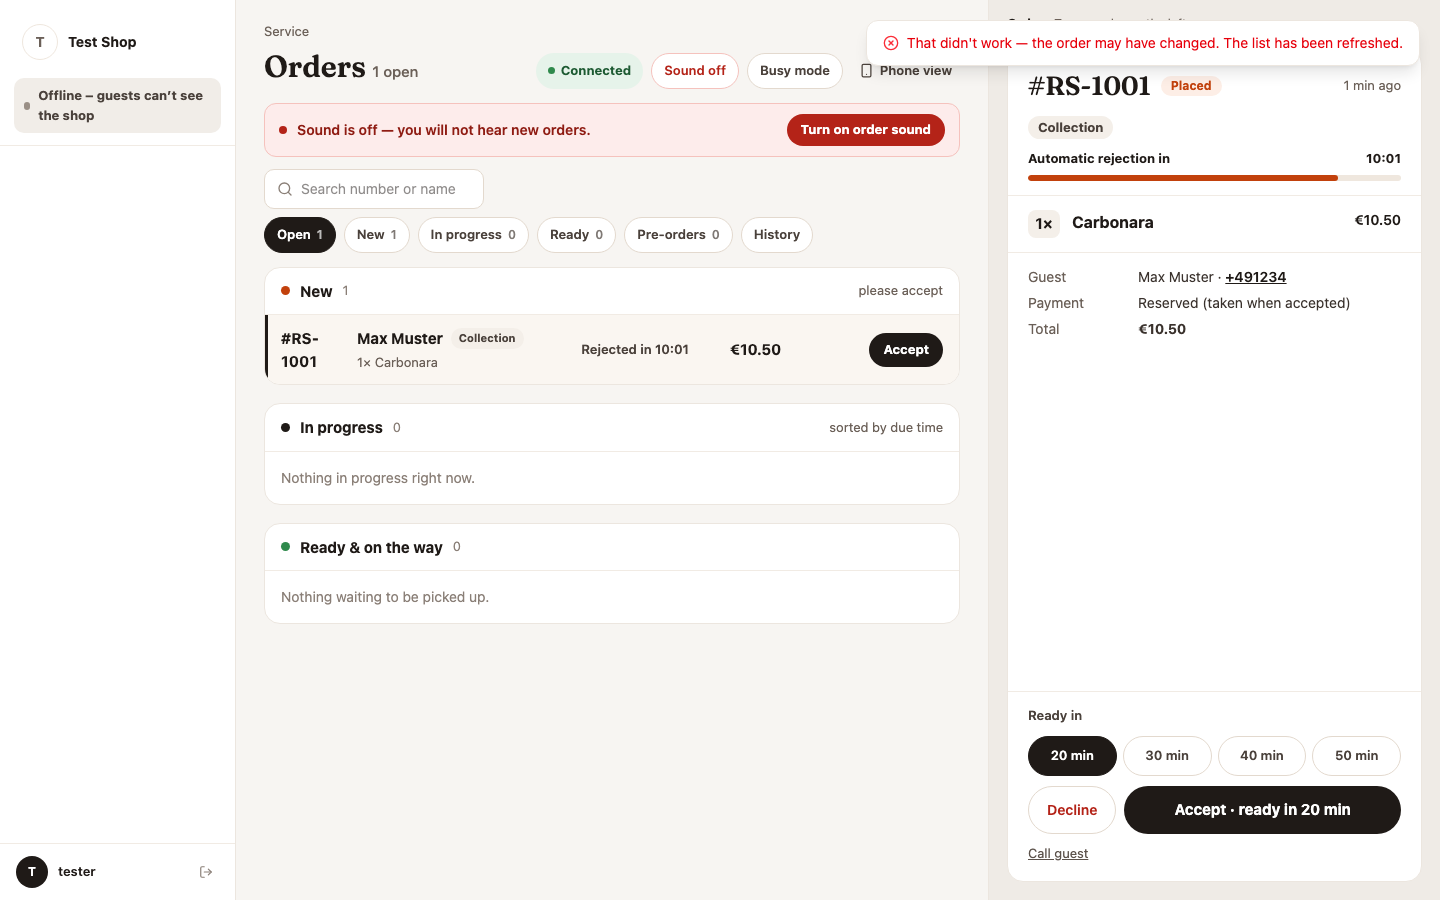 T
Test Shop
Offline – guests can't see
the shop
T
tester
Service
Orders 1 open
Connected
Sound off
Busy mode
Phone view
Sound is off — you will not hear new orders.
Turn on order sound
Search number or name
Open 1
New 1
In progress 0
Ready 0
Pre-orders 0
History
New 1
please accept
#RS-
1001
Max Muster Collection
1× Carbonara
Rejected in 10:01
€10.50
Accept
In progress 0
sorted by due time
Nothing in progress right now.
Ready & on the way 0
Nothing waiting to be picked up.
That didn't work — the order may have changed. The list has been refreshed.
#RS-1001 Placed
1 min ago
Collection
Automatic rejection in
10:01
1× Carbonara
€10.50
Guest
Max Muster · +491234
Payment
Reserved (taken when accepted)
Total
€10.50
Ready in
20 min
30 min
40 min
50 min
Decline
Accept · ready in 20 min
Call guest